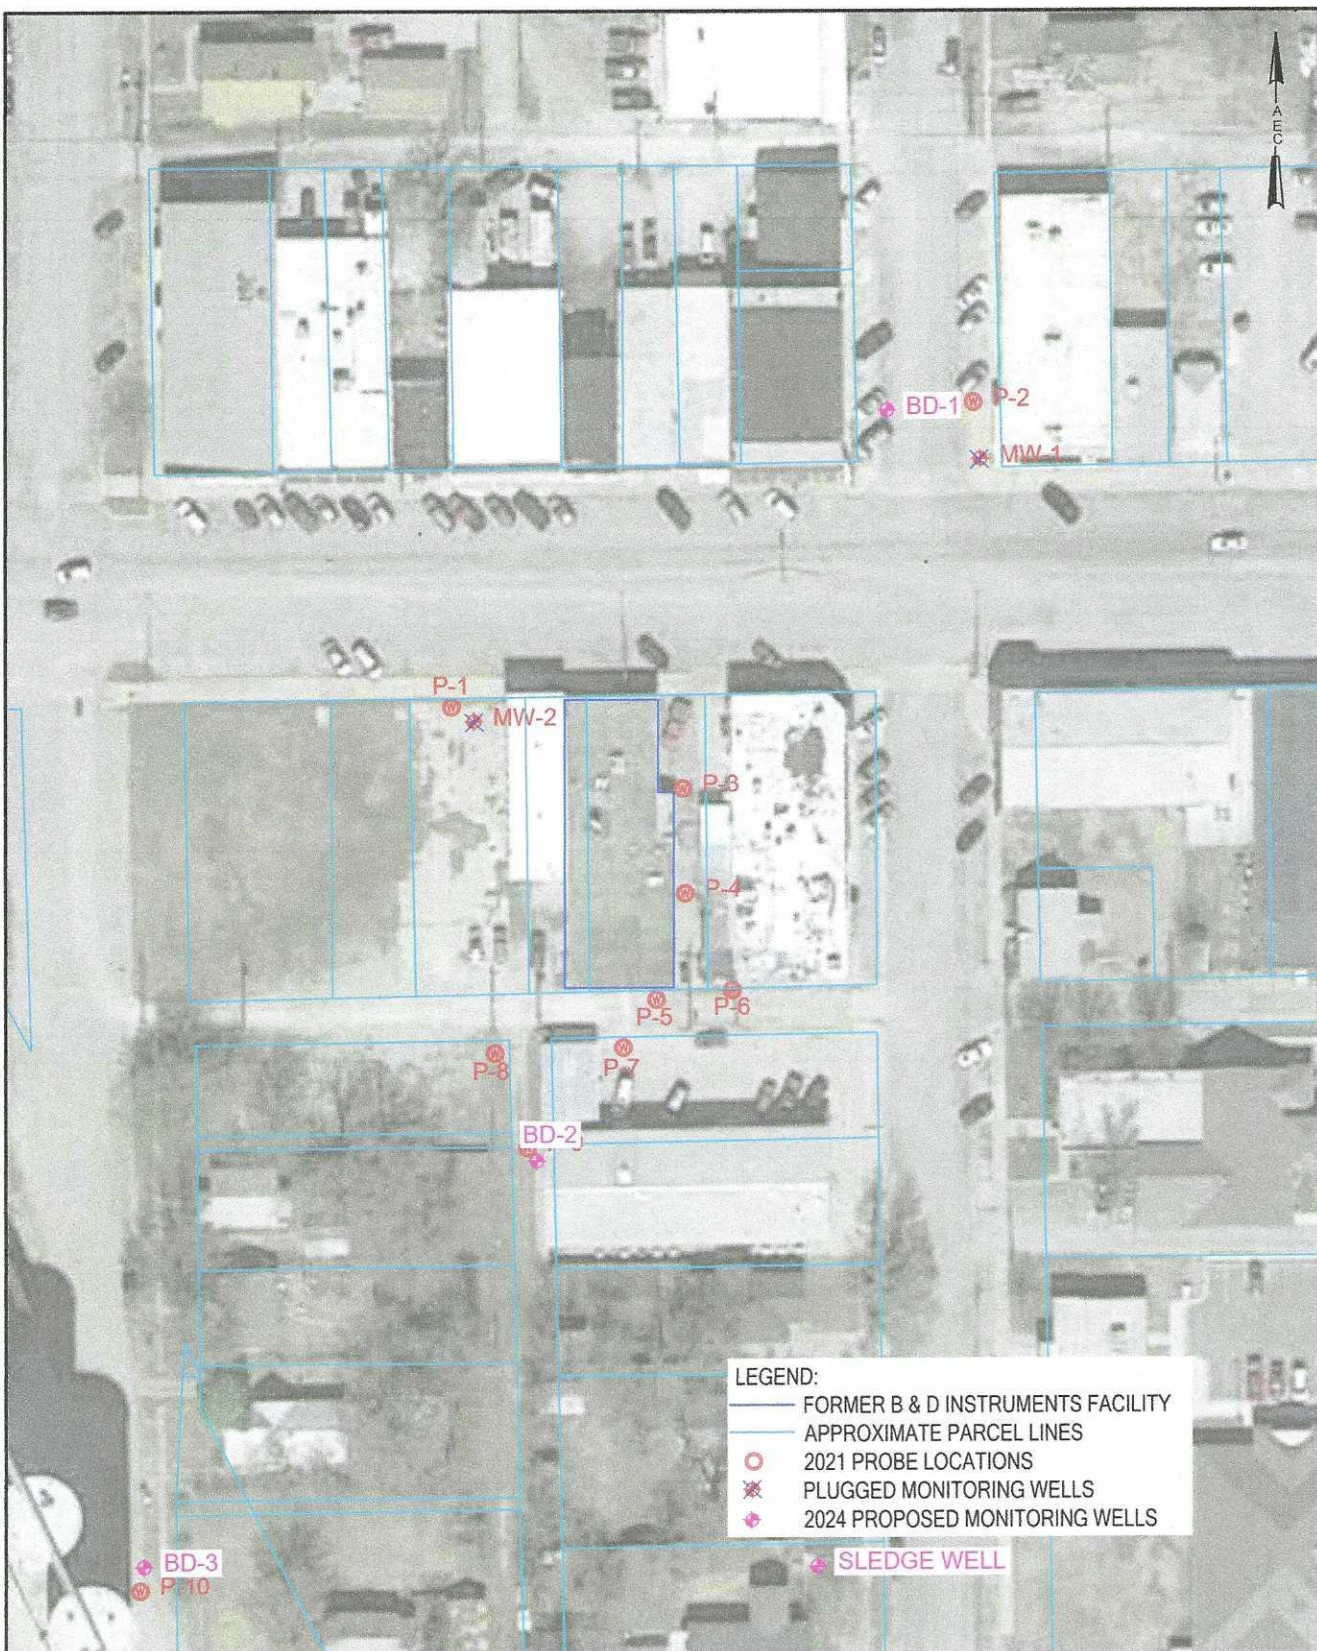 AEC
BD-1
P-2
MW-1
P-1
MW-2
P-3
P-4
P-5
P-6
P-8
P-7
BD-2
LEGEND:
FORMER B & D INSTRUMENTS FACILITY
APPROXIMATE PARCEL LINES
2021 PROBE LOCATIONS
PLUGGED MONITORING WELLS
2024 PROPOSED MONITORING WELLS
BD-3
P-10
SLEDGE WELL